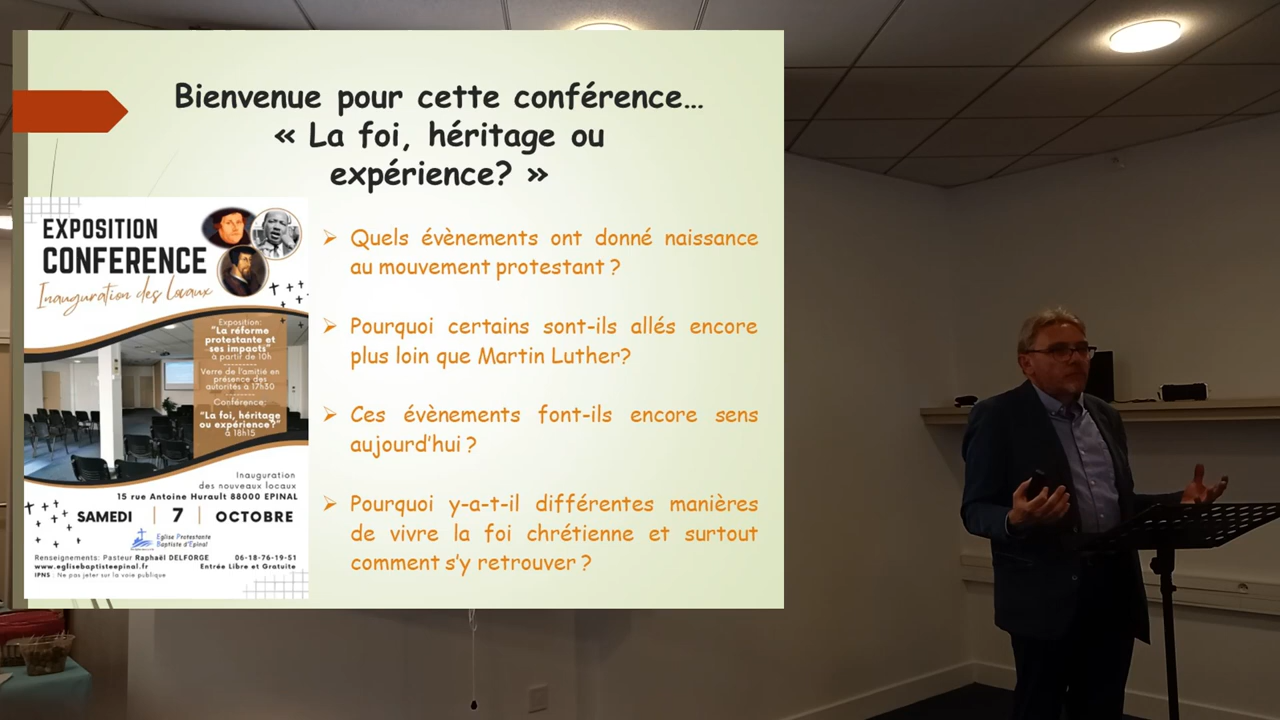 Bienvenue pour cette conférence…
« La foi, héritage ou
expérience? »
EXPOSITION
CONFERENCE
Inauguration des Locaux
Exposition:
"La réforme
protestante et
ses impacts"
à partir de 10h
Verre de l'amitié en
présence des
autorités à 17h30
Conférence:
"La foi, héritage
ou expérience?"
à 18h15
Inauguration
des nouveaux locaux
15 rue Antoine Hurault 88000 EPINAL
SAMEDI | 7 | OCTOBRE
Eglise Protestante
Baptiste d'Epinal
Renseignements: Pasteur Raphaël DELFORGE 06-18-76-19-51
www.eglisebaptisteepinal.fr Entrée Libre et Gratuite
IPNS : Ne pas jeter sur la voie publique
➢ Quels évènements ont donné naissance
au mouvement protestant ?
➢ Pourquoi certains sont-ils allés encore
plus loin que Martin Luther?
➢ Ces évènements font-ils encore sens
aujourd'hui ?
➢ Pourquoi y-a-t-il différentes manières
de vivre la foi chrétienne et surtout
comment s'y retrouver ?